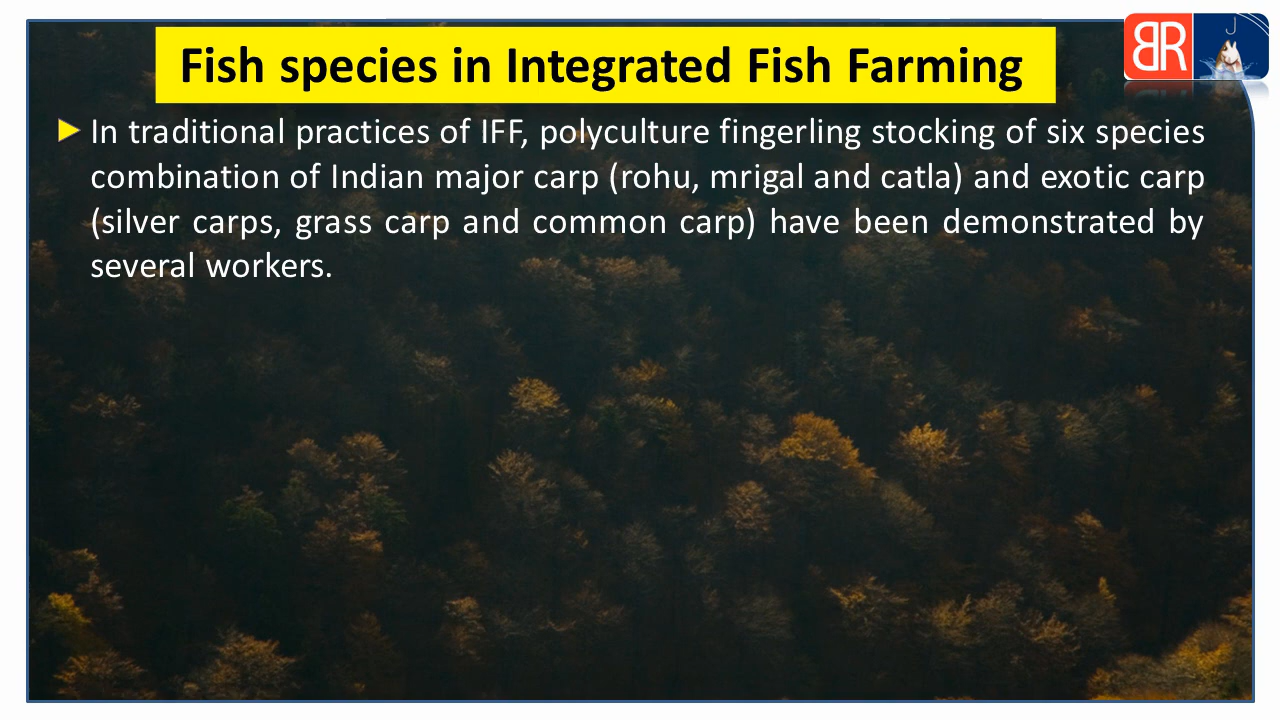 Fish species in Integrated Fish Farming
BR
In traditional practices of IFF, polyculture fingerling stocking of six species
combination of Indian major carp (rohu, mrigal and catla) and exotic carp
(silver carps, grass carp and common carp) have been demonstrated by
several workers.